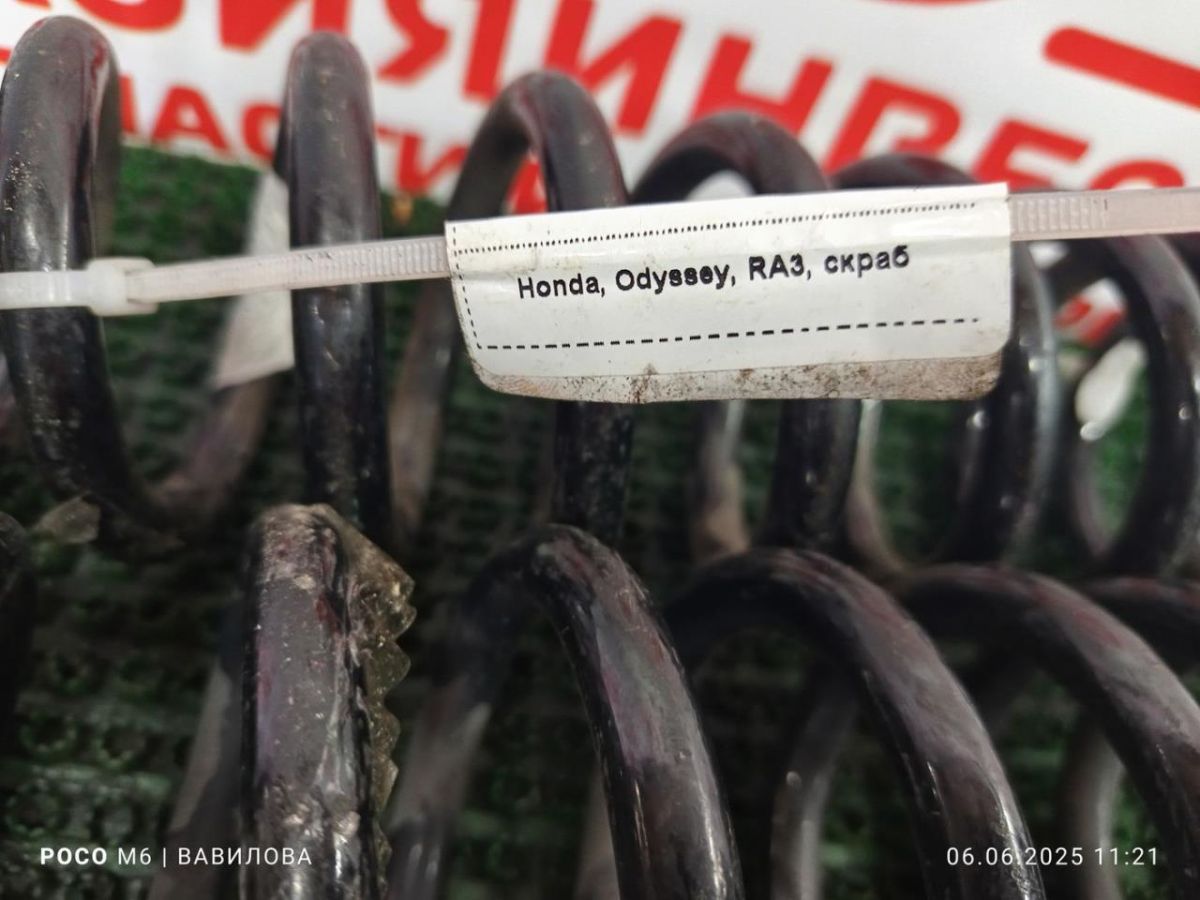 Honda, Odyssey, RA3, скраб
POCO M6 | ВАВИЛОВА
06.06.2025 11:21